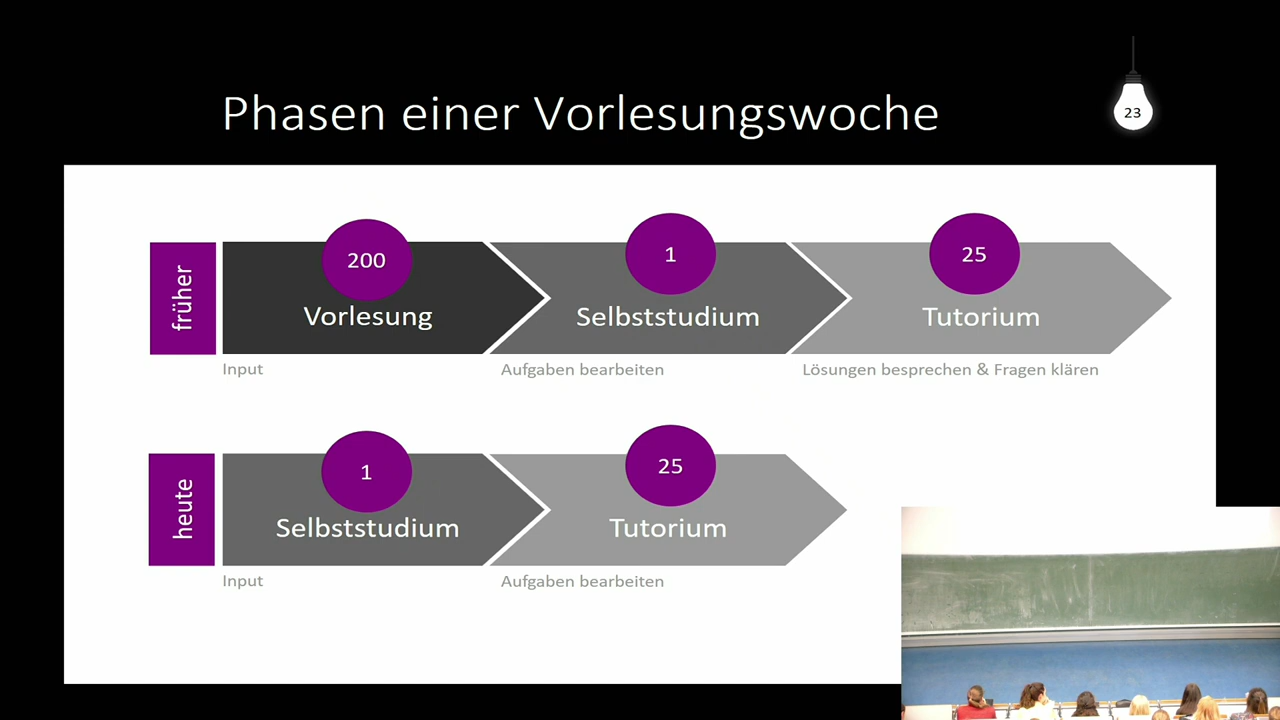 Phasen einer Vorlesungswoche
23
früher
200
Vorlesung
Input
1
Selbststudium
Aufgaben bearbeiten
25
Tutorium
Lösungen besprechen & Fragen klären
heute
1
Selbststudium
Input
25
Tutorium
Aufgaben bearbeiten